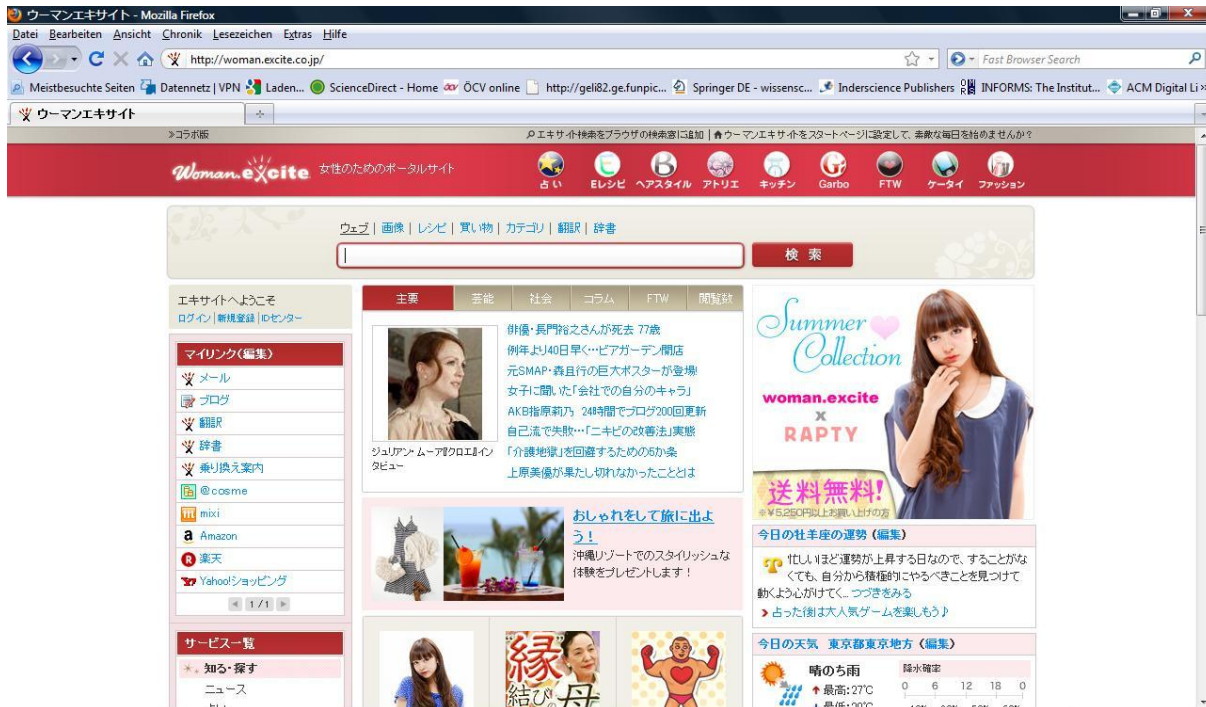 ウーマンエキサイト - Mozilla Firefox
Datei Bearbeiten Ansicht Chronik Lesezeichen Extras Hilfe
http://woman.excite.co.jp/
Fast Browser Search
Meistbesuchte Seiten Datennetz | VPN Laden... ScienceDirect - Home ÖCV online http://geli82.ge.funpic... Springer DE - wissensc... Inderscience Publishers INFORMS: The Institut... ACM Digital Li
ウーマンエキサイト
»コラボ版 エキサイト検索をブラウザの検索窓に追加 | ウーマンエキサイトをスタートページに設定して、素敵な毎日を始めませんか?
Woman.excite 女性のためのポータルサイト
占い Eレシピ ヘアスタイル アトリエ キッチン Garbo FTW ケータイ ファッション
ウェブ | 画像 | レシピ | 買い物 | カテゴリ | 翻訳 | 辞書
検索
エキサイトへようこそ
ログイン | 新規登録 | IDセンター
マイリンク(編集)
メール
ブログ
翻訳
辞書
乗り換え案内
@cosme
mixi
Amazon
楽天
Yahoo!ショッピング
1/1
サービス一覧
知る・探す
ニュース
占い
主要 芸能 社会 コラム FTW 閲覧数
俳優・長門裕之さんが死去 77歳
例年より40日早く…ビアガーデン開店
元SMAP・森且行の巨大ポスターが登場!
女子に聞いた「会社での自分のキャラ」
AKB指原莉乃 24時間でブログ200回更新
自己流で失敗…「ニキビの改善法」実態
「介護地獄」を回避するための6か条
上原美優が果たし切れなかったこととは
ジュリアン・ムーア『クロエ』イン
タビュー
おしゃれをして旅に出よ
う!
沖縄リゾートでのスタイリッシュな
体験をプレゼントします!
縁
結び
の
母
Summer
Collection
woman.excite
x
RAPTY
送料無料!
※¥5,250円以上お買い上げの方
今日の牡羊座の運勢 (編集)
忙しいほど運勢が上昇する日なので、することがな
くても、自分から積極的にやるべきことを見つけて
動くよう心がけてく... つづきをみる
占った後は大人気ゲームを楽しもう♪
今日の天気 東京都東京地方 (編集)
晴のち雨
最高:27℃
最低:20℃
降水確率
0 6 12 18 0